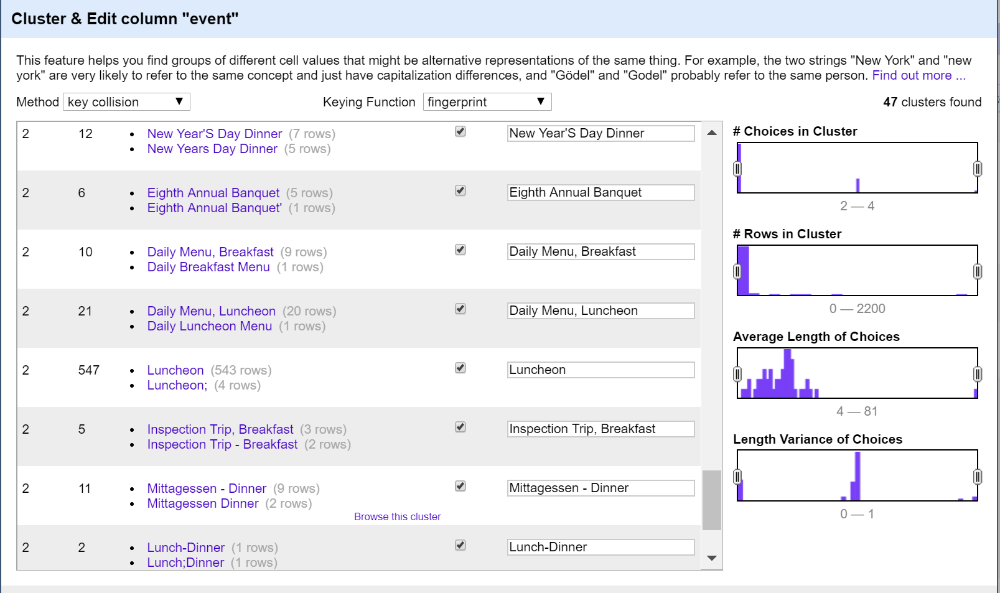 Cluster & Edit column "event"
This feature helps you find groups of different cell values that might be alternative representations of the same thing. For example, the two strings "New York" and "new
york" are very likely to refer to the same concept and just have capitalization differences, and "Gödel" and "Godel" probably refer to the same person. Find out more ...
Method key collision ▼ Keying Function fingerprint ▼ 47 clusters found
2 12 • New Year'S Day Dinner (7 rows) New Year'S Day Dinner
• New Years Day Dinner (5 rows)
2 6 • Eighth Annual Banquet (5 rows) Eighth Annual Banquet
• Eighth Annual Banquet' (1 rows)
2 10 • Daily Menu, Breakfast (9 rows) Daily Menu, Breakfast
• Daily Breakfast Menu (1 rows)
2 21 • Daily Menu, Luncheon (20 rows) Daily Menu, Luncheon
• Daily Luncheon Menu (1 rows)
2 547 • Luncheon (543 rows) Luncheon
• Luncheon; (4 rows)
2 5 • Inspection Trip, Breakfast (3 rows) Inspection Trip, Breakfast
• Inspection Trip - Breakfast (2 rows)
2 11 • Mittagessen - Dinner (9 rows) Mittagessen - Dinner
• Mittagessen Dinner (2 rows)
Browse this cluster
2 2 • Lunch-Dinner (1 rows) Lunch-Dinner
• Lunch;Dinner (1 rows)
# Choices in Cluster
2 — 4
# Rows in Cluster
0 — 2200
Average Length of Choices
4 — 81
Length Variance of Choices
0 — 1